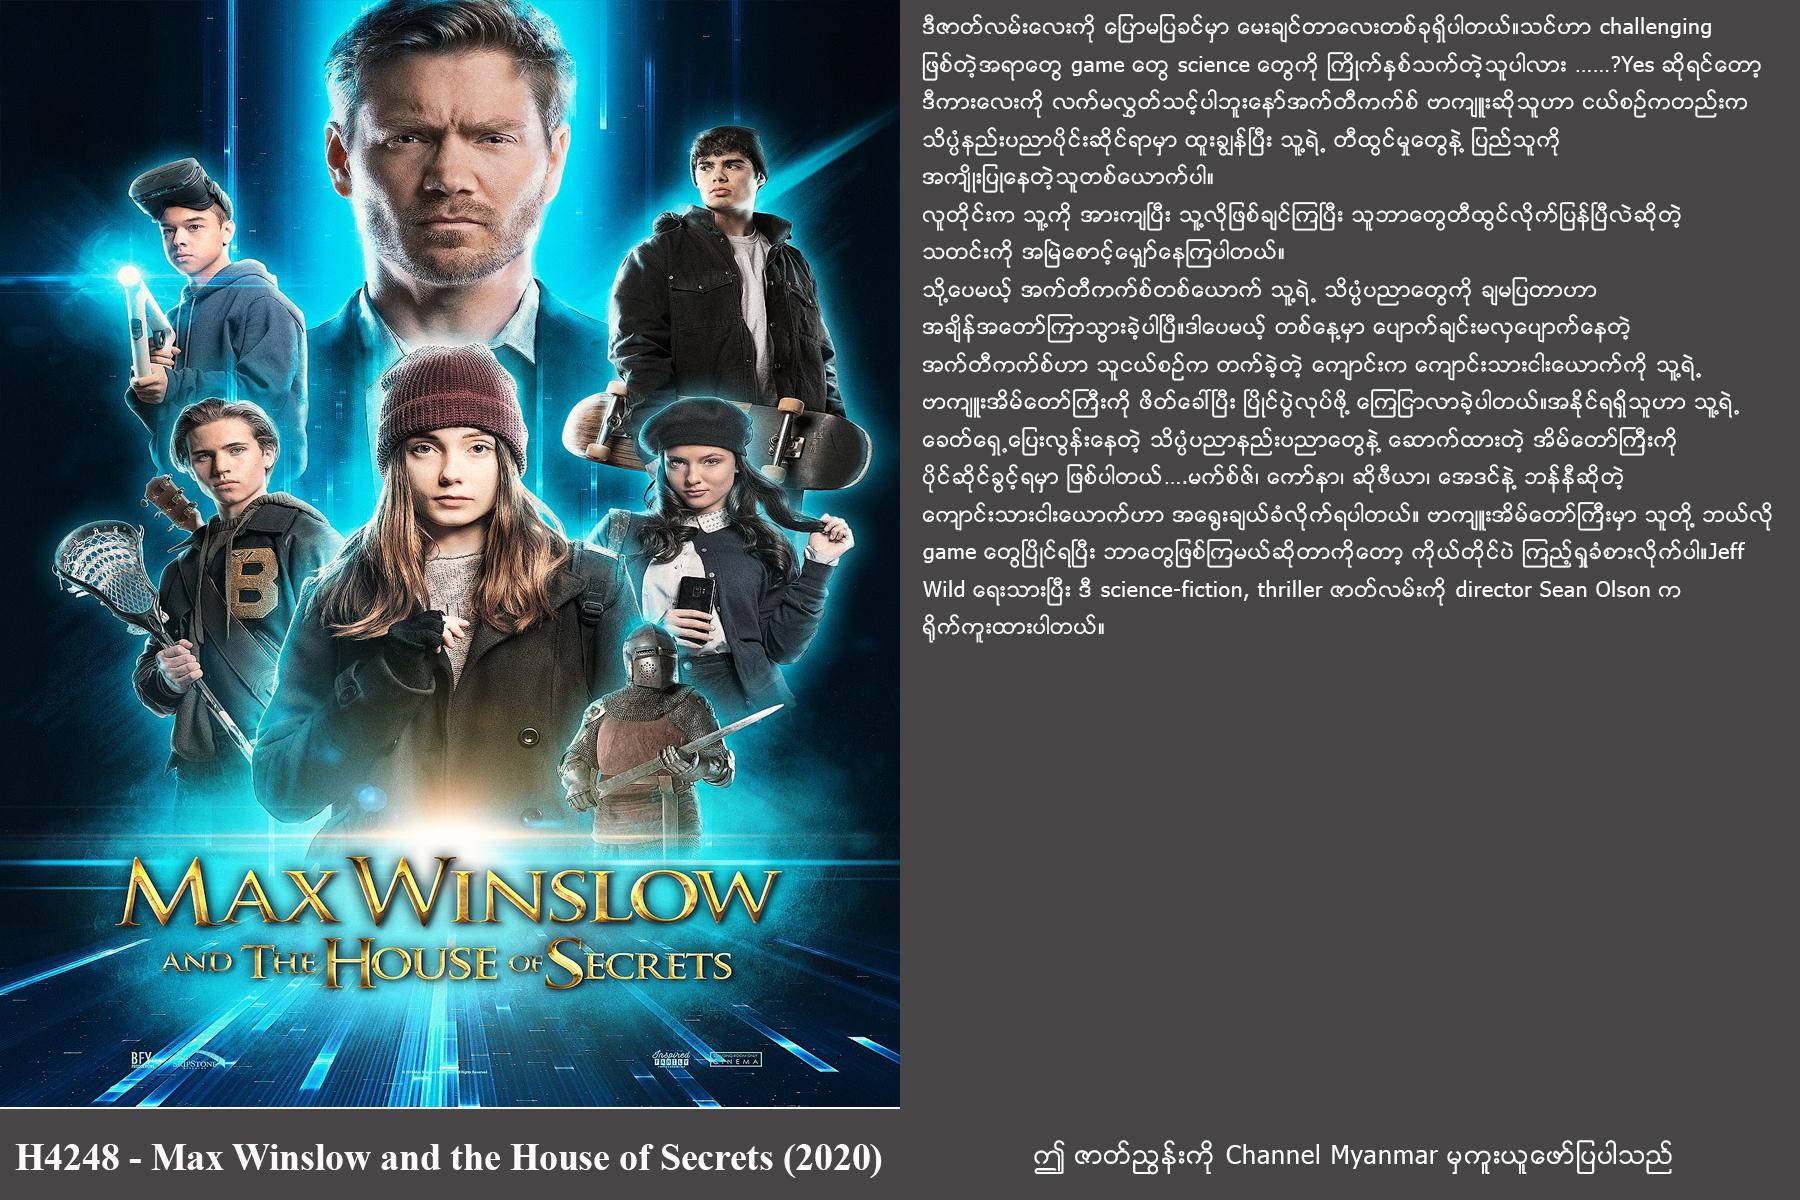 MAX WINSLOW
AND THE HOUSE OF SECRETS
BFY
SKIPSTONE
Inspired
FAMILY
CINEMA
H4248 - Max Winslow and the House of Secrets (2020)
ဒီဇာတ်လမ်းလေးကို ပြောမပြခင်မှာ မေးချင်တာလေးတစ်ခုရှိပါတယ်။သင်ဟာ challenging
ဖြစ်တဲ့အရာတွေ game တွေ science တွေကို ကြိုက်နှစ်သက်တဲ့သူပါလား ……?Yes ဆိုရင်တော့
ဒီကားလေးကို လက်မလွှတ်သင့်ပါဘူးနော်အက်တီကက်စ် ဗာကျူးဆိုသူဟာ ငယ်စဉ်ကတည်းက
သိပ္ပံနည်းပညာပိုင်းဆိုင်ရာမှာ ထူးချွန်ပြီး သူ့ရဲ့ တီထွင်မှုတွေနဲ့ ပြည်သူကို
အကျိုးပြုနေတဲ့သူတစ်ယောက်ပါ။
လူတိုင်းက သူ့ကို အားကျပြီး သူ့လိုဖြစ်ချင်ကြပြီး သူဘာတွေတီထွင်လိုက်ပြန်ပြီလဲဆိုတဲ့
သတင်းကို အမြဲစောင့်မျှော်နေကြပါတယ်။
သို့ပေမယ့် အက်တီကက်စ်တစ်ယောက် သူ့ရဲ့ သိပ္ပံပညာတွေကို ချမပြတာဟာ
အချိန်အတော်ကြာသွားခဲ့ပါပြီ။ဒါပေမယ့် တစ်နေ့မှာ ပျောက်ချင်းမလှပျောက်နေတဲ့
အက်တီကက်စ်ဟာ သူငယ်စဉ်က တက်ခဲ့တဲ့ ကျောင်းက ကျောင်းသားငါးယောက်ကို သူ့ရဲ့
ဗာကျူးအိမ်တော်ကြီးကို ဖိတ်ခေါ်ပြီး ပြိုင်ပွဲလုပ်ဖို့ ကြေငြာလာခဲ့ပါတယ်။အနိုင်ရရှိသူဟာ သူ့ရဲ့
ခေတ်ရှေ့ပြေးလွန်းနေတဲ့ သိပ္ပံပညာနည်းပညာတွေနဲ့ ဆောက်ထားတဲ့ အိမ်တော်ကြီးကို
ပိုင်ဆိုင်ခွင့်ရမှာ ဖြစ်ပါတယ်….မက်စ်ဇ်၊ ကော်နာ၊ ဆိုဖီယာ၊ အေဒင်နဲ့ ဘန်နီဆိုတဲ့
ကျောင်းသားငါးယောက်ဟာ အရွေးချယ်ခံလိုက်ရပါတယ်။ ဗာကျူးအိမ်တော်ကြီးမှာ သူတို့ ဘယ်လို
game တွေပြိုင်ရပြီး ဘာတွေဖြစ်ကြမယ်ဆိုတာကိုတော့ ကိုယ်တိုင်ပဲ ကြည့်ရှုခံစားလိုက်ပါ။Jeff
Wild ရေးသားပြီး ဒီ science-fiction, thriller ဇာတ်လမ်းကို director Sean Olson က
ရိုက်ကူးထားပါတယ်။
ဤ ဇာတ်ညွှန်းကို Channel Myanmar မှကူးယူဖော်ပြပါသည်